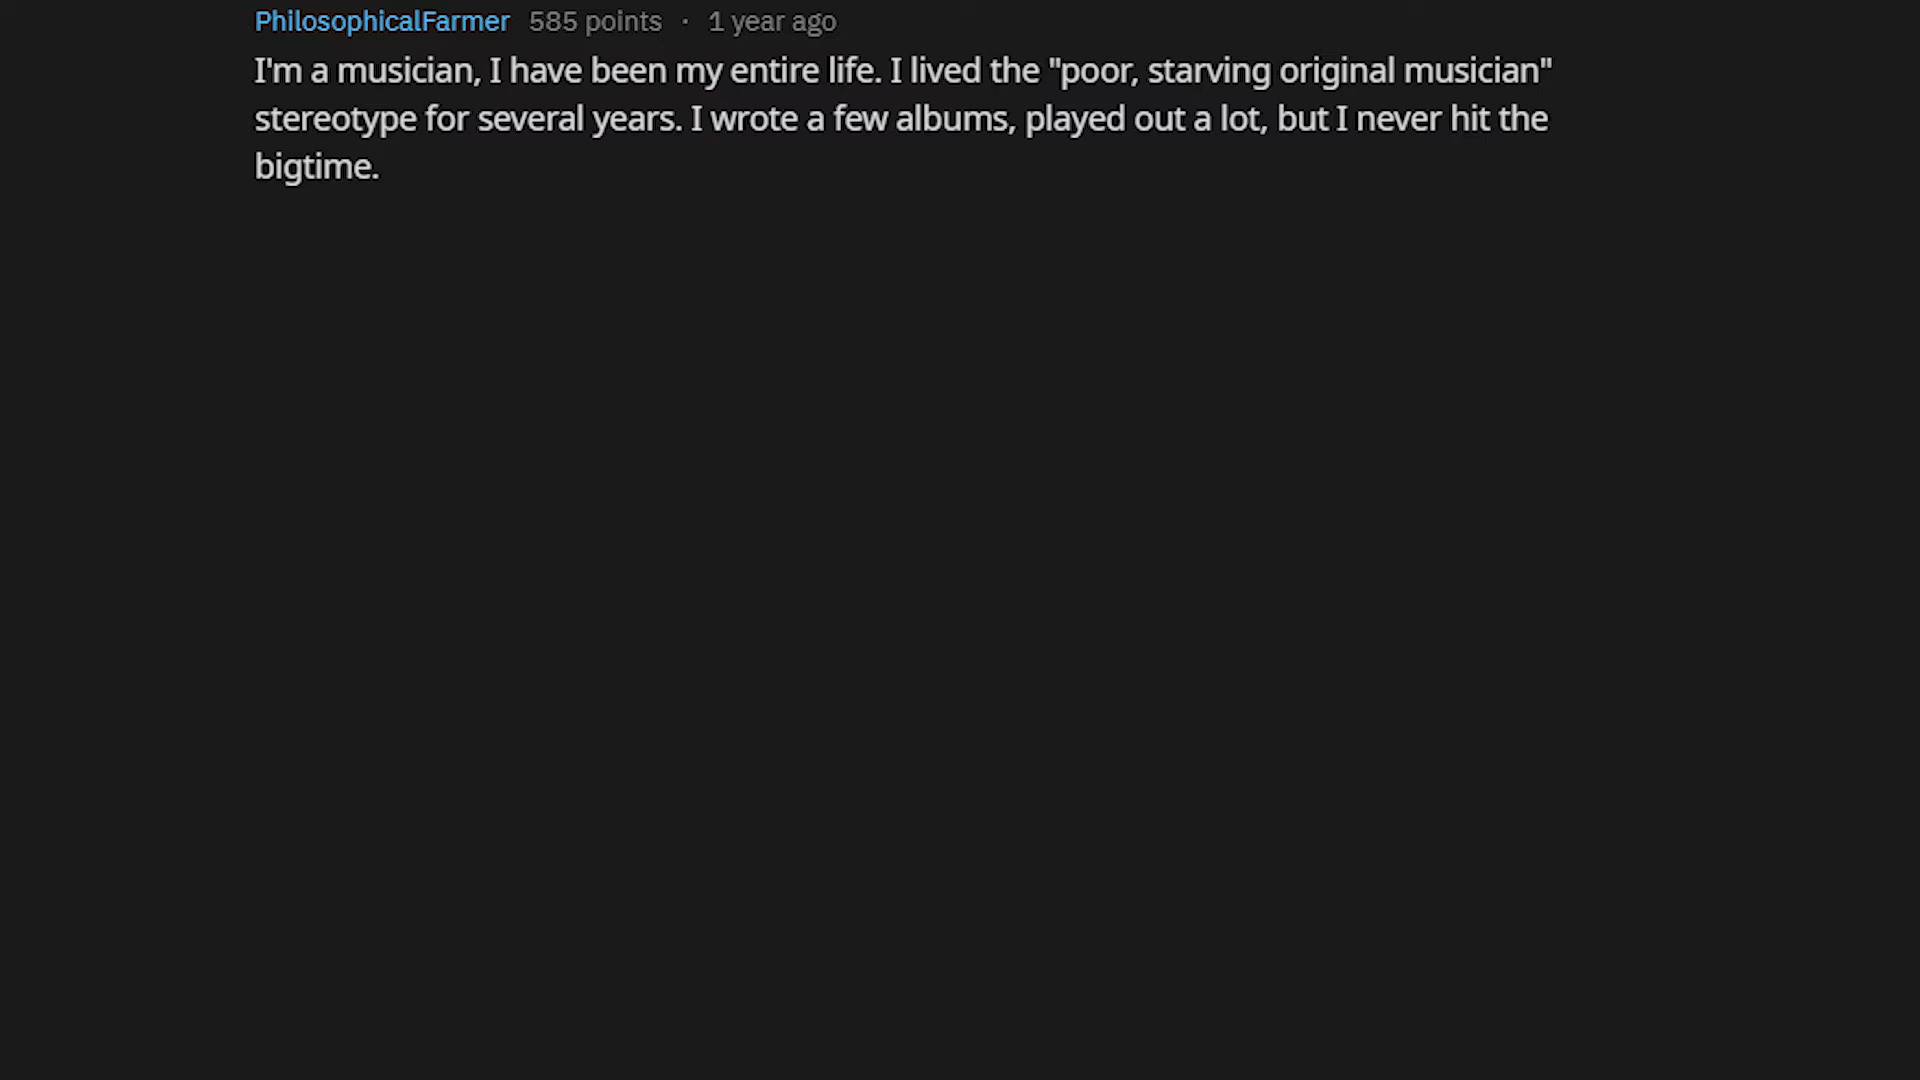 PhilosophicalFarmer 585 points · 1 year ago
I'm a musician, I have been my entire life. I lived the "poor, starving original musician"
stereotype for several years. I wrote a few albums, played out a lot, but I never hit the
bigtime.